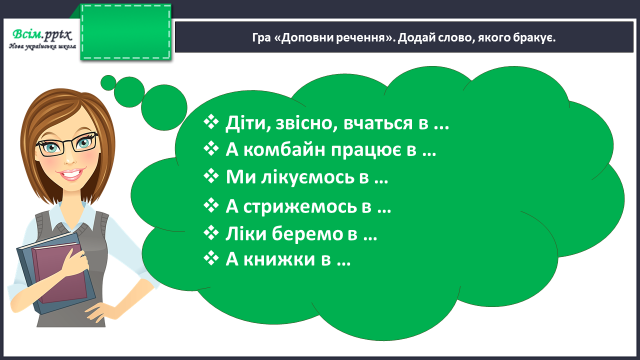 Всім.pptx
Нова українська школа
Гра «Доповни речення». Додай слово, якого бракує.
❖ Діти, звісно, вчаться в ...
❖ А комбайн працює в ...
❖ Ми лікуємось в ...
❖ А стрижемось в ...
❖ Ліки беремо в ...
❖ А книжки в ...